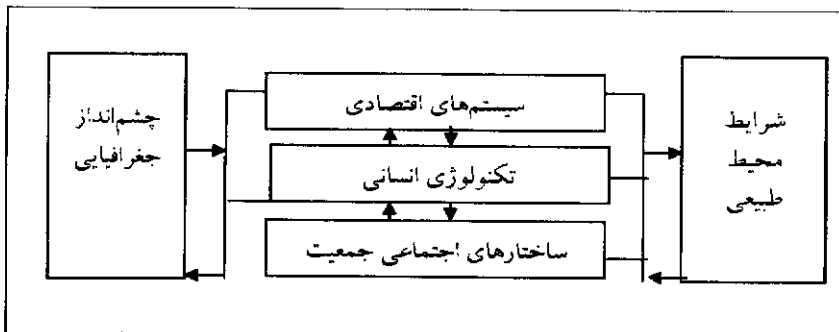 شرایط
محیط
طبیعی
سیستم‌های اقتصادی
تکنولوژی انسانی
ساختارهای اجتماعی جمعیت
چشم‌انداز
جغرافیایی